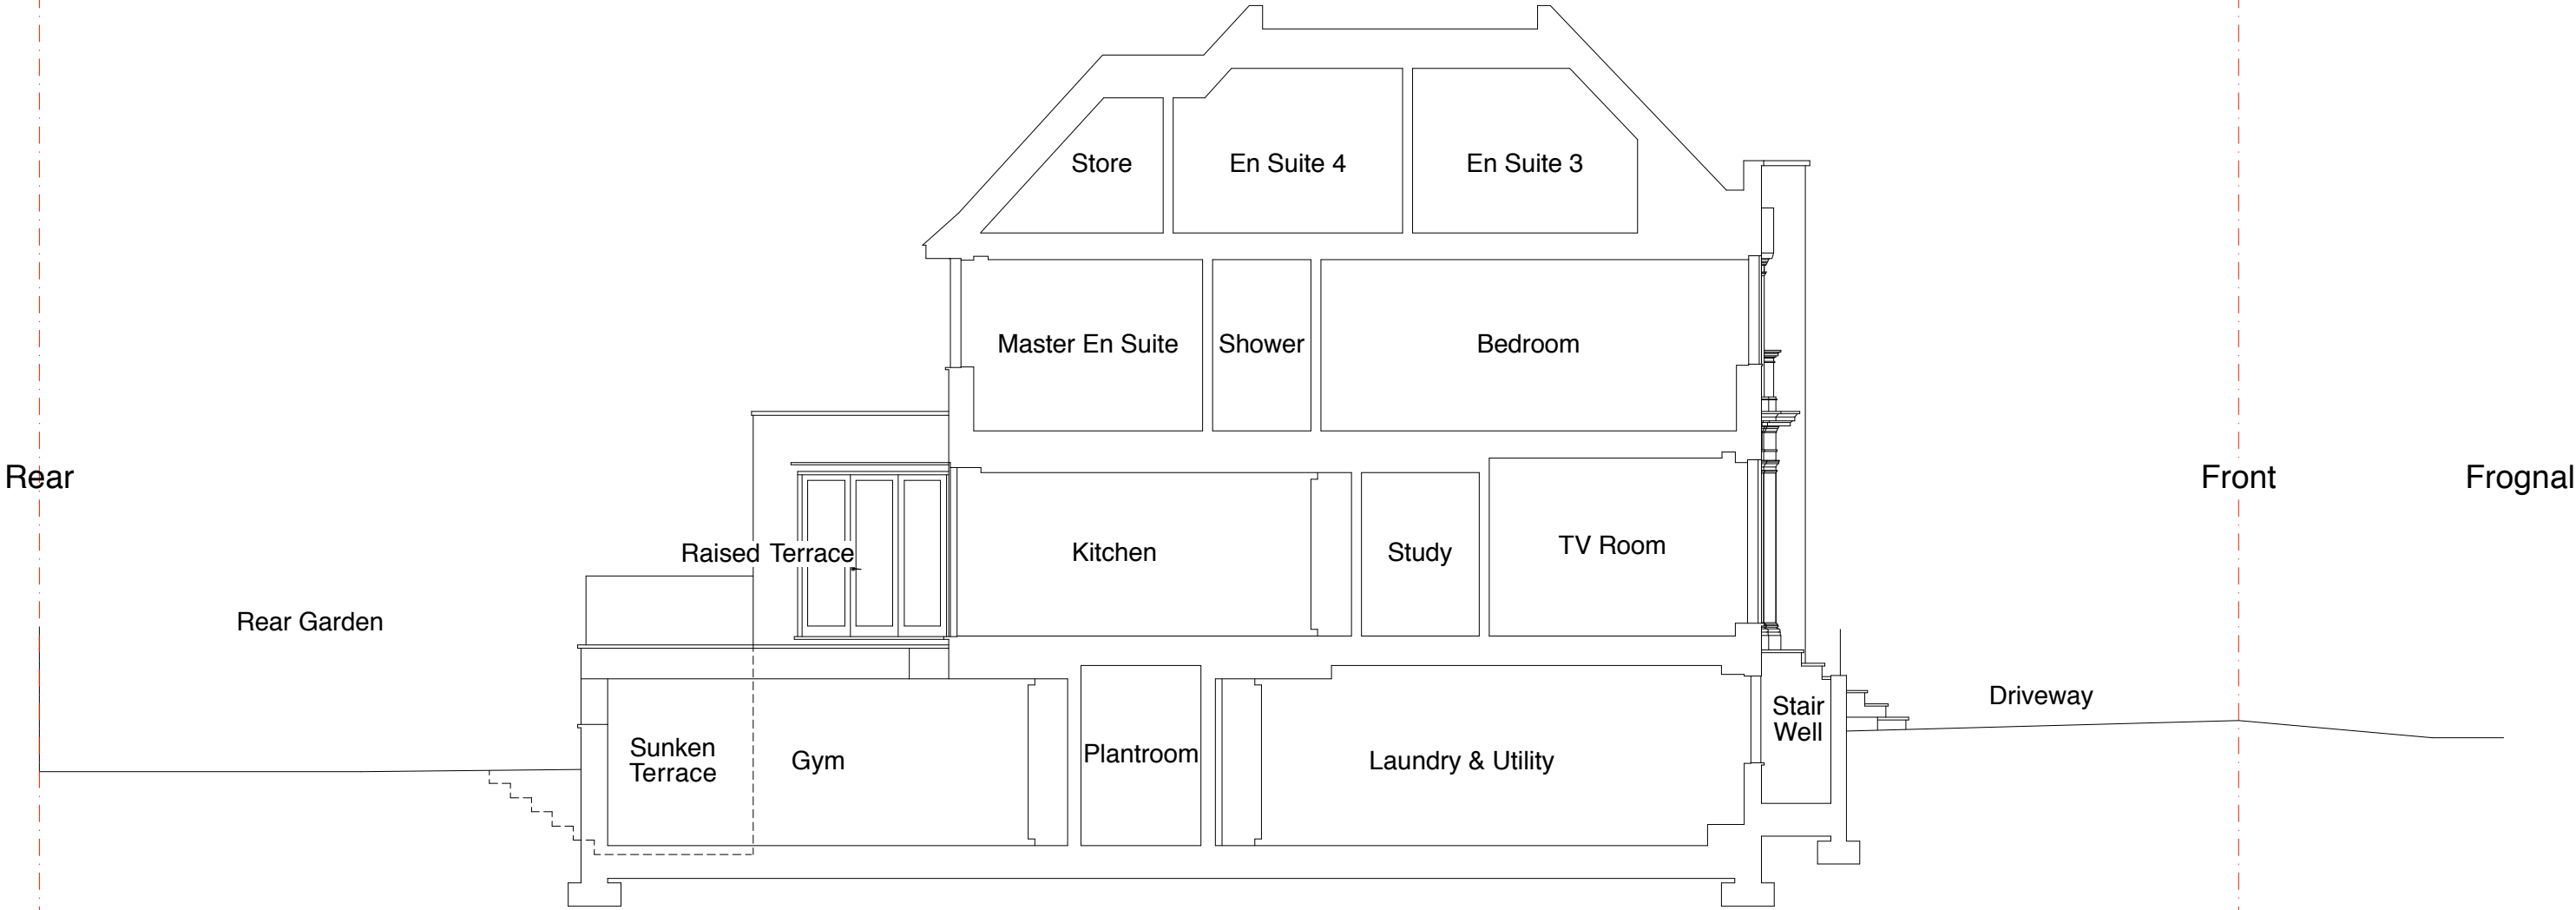 Store
En Suite 4
En Suite 3
Master En Suite
Shower
Bedroom
Rear
Front
Frognal
Raised Terrace
Kitchen
Study
TV Room
Rear Garden
Driveway
Stair
Well
Sunken
Terrace
Gym
Plantroom
Laundry & Utility